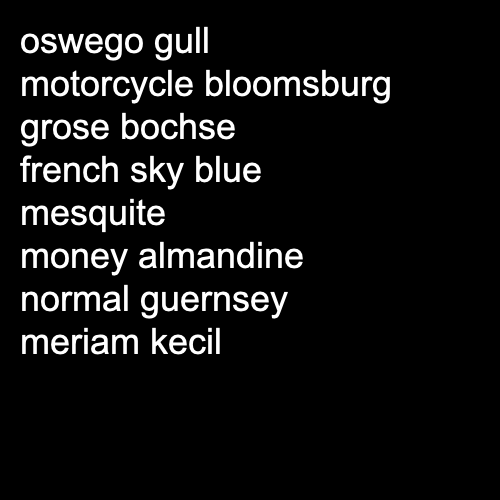 oswego gull
motorcycle bloomsburg
grose bochse
french sky blue
mesquite
money almandine
normal guernsey
meriam kecil